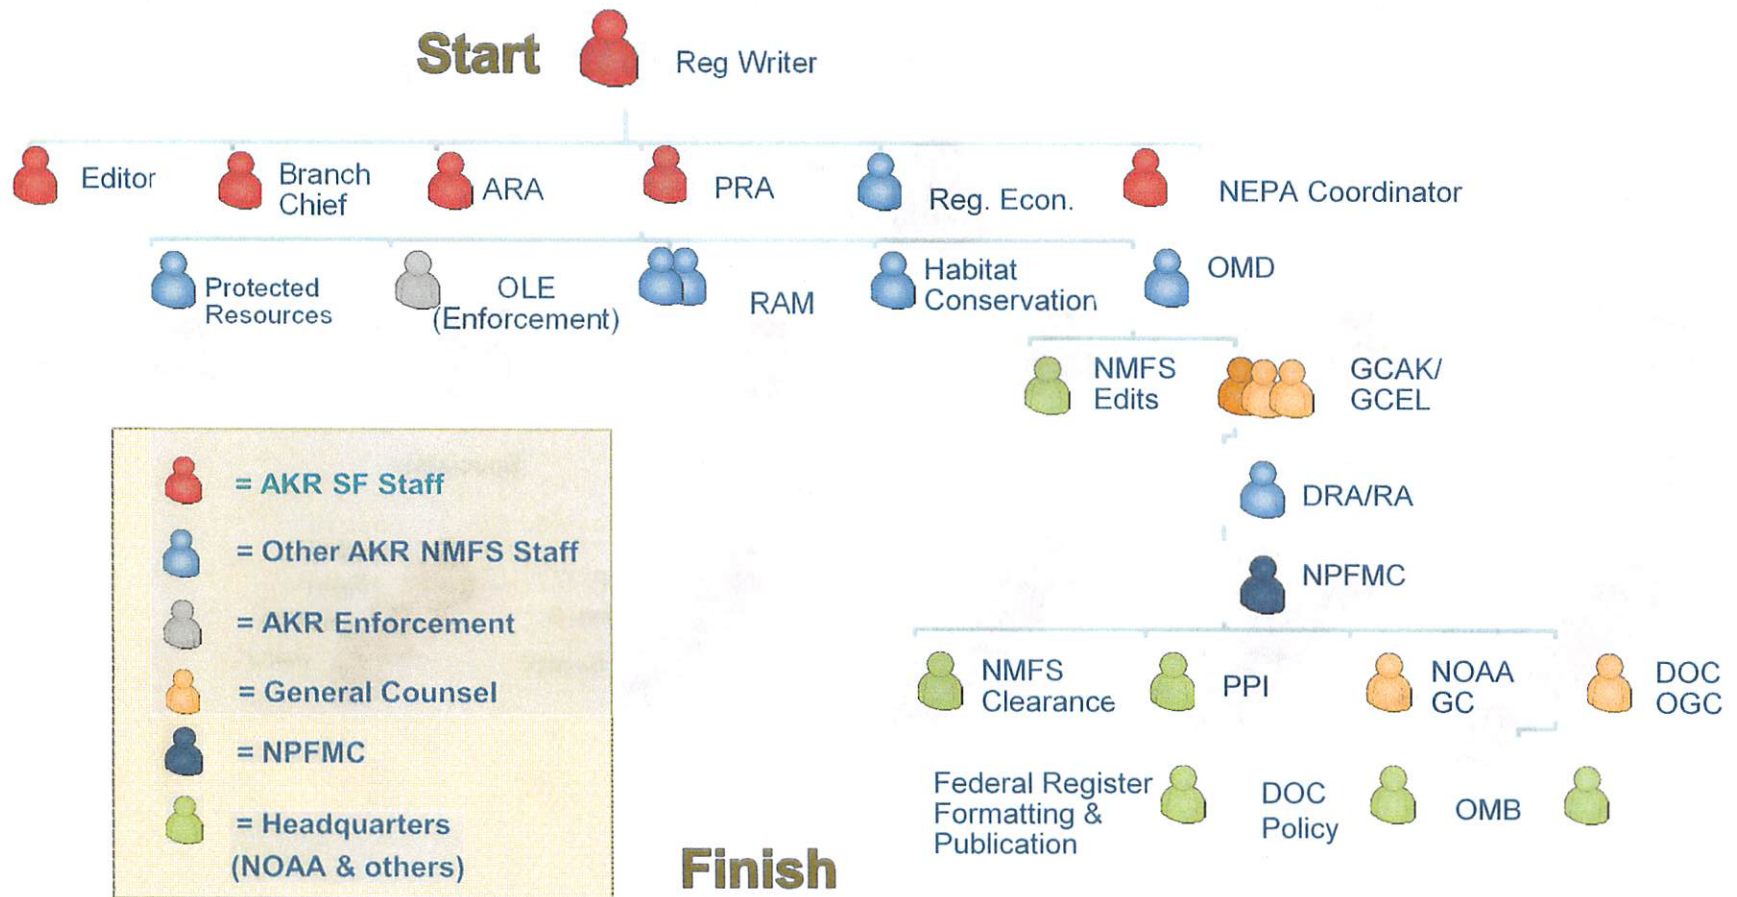 Start
Reg Writer
Editor
Branch
Chief
ARA
PRA
Reg. Econ.
NEPA Coordinator
Protected
Resources
OLE
(Enforcement)
RAM
Habitat
Conservation
OMD
NMFS
Edits
GCAK/
GCEL
DRA/RA
NPFMC
NMFS
Clearance
PPI
NOAA
GC
DOC
OGC
Federal Register
Formatting &
Publication
DOC
Policy
OMB
= AKR SF Staff
= Other AKR NMFS Staff
= AKR Enforcement
= General Counsel
= NPFMC
= Headquarters
(NOAA & others)
Finish